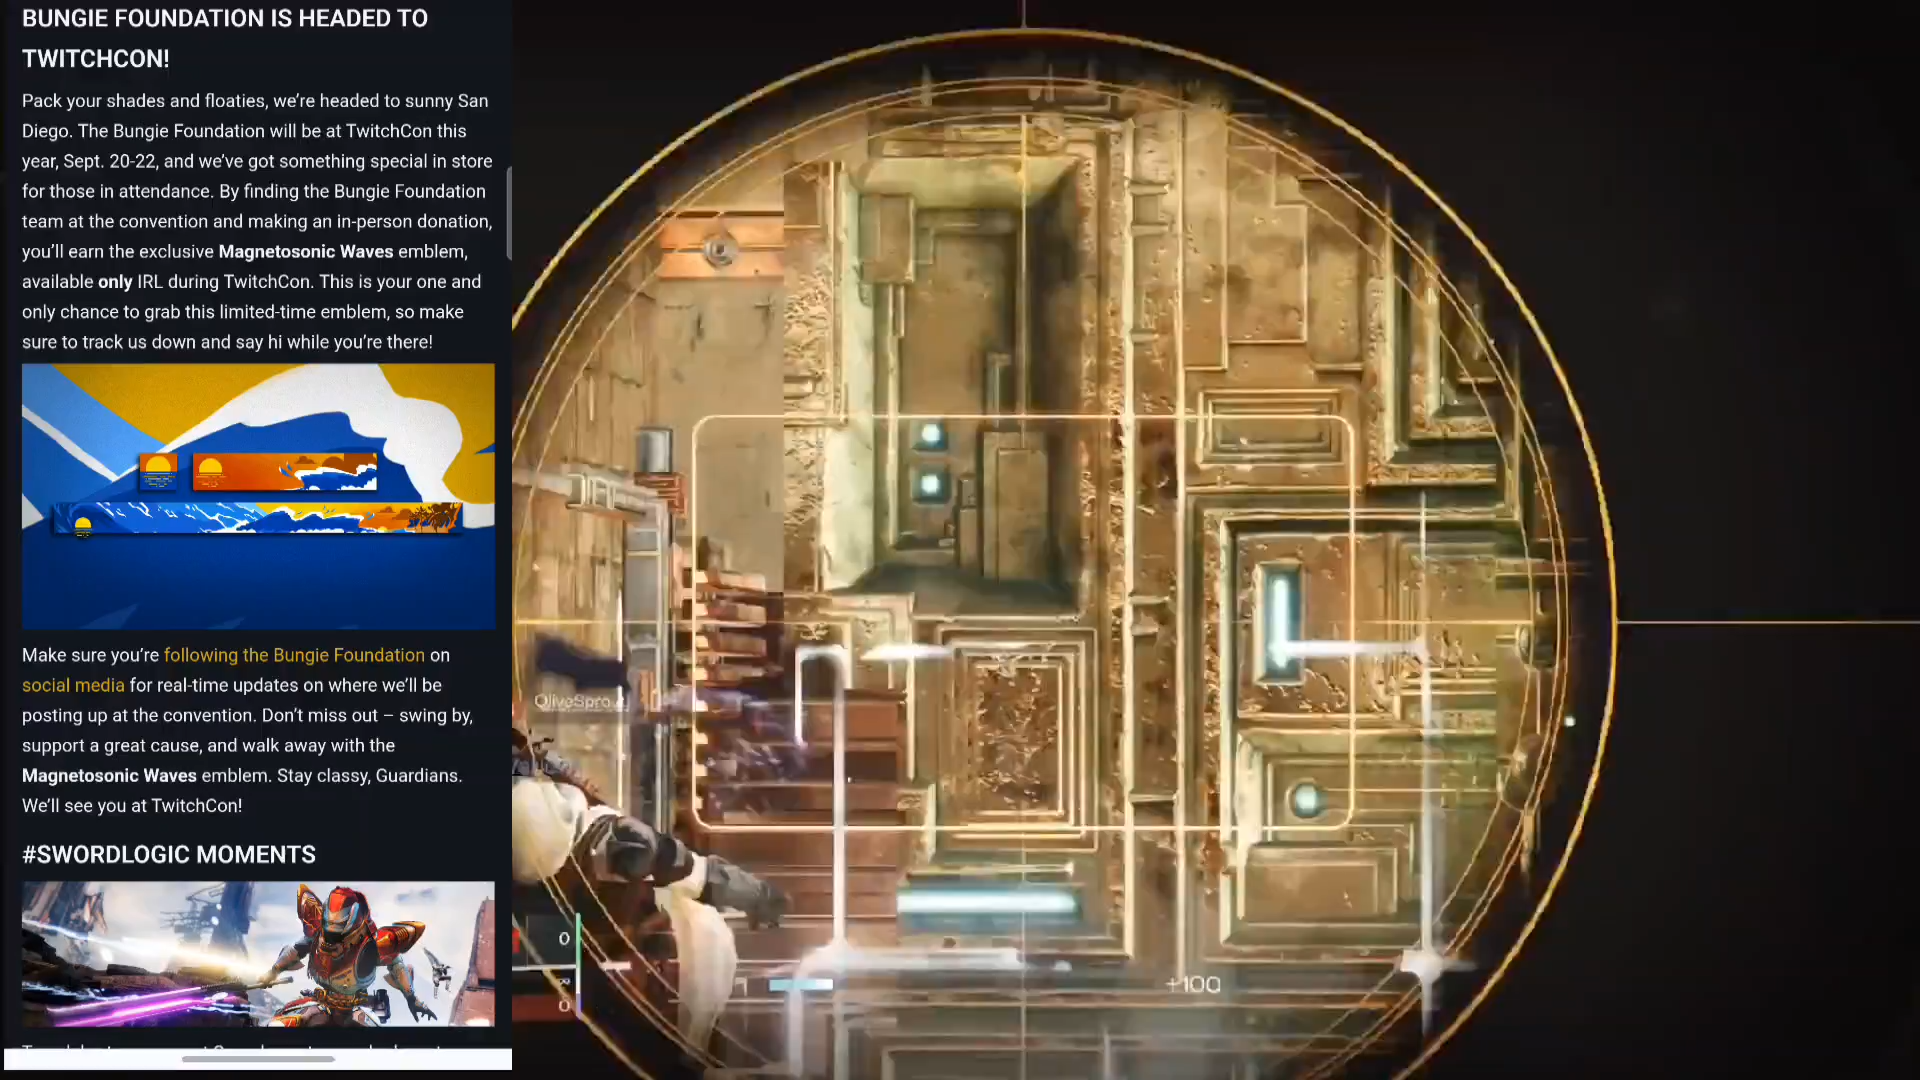 BUNGIE FOUNDATION IS HEADED TO
TWITCHCON!
Pack your shades and floaties, we’re headed to sunny San
Diego. The Bungie Foundation will be at TwitchCon this
year, Sept. 20-22, and we’ve got something special in store
for those in attendance. By finding the Bungie Foundation
team at the convention and making an in-person donation,
you’ll earn the exclusive Magnetosonic Waves emblem,
available only IRL during TwitchCon. This is your one and
only chance to grab this limited-time emblem, so make
sure to track us down and say hi while you’re there!
Make sure you’re following the Bungie Foundation on
social media for real-time updates on where we’ll be
posting up at the convention. Don’t miss out – swing by,
support a great cause, and walk away with the
Magnetosonic Waves emblem. Stay classy, Guardians.
We’ll see you at TwitchCon!
#SWORDLOGIC MOMENTS
0
∞
0
+100